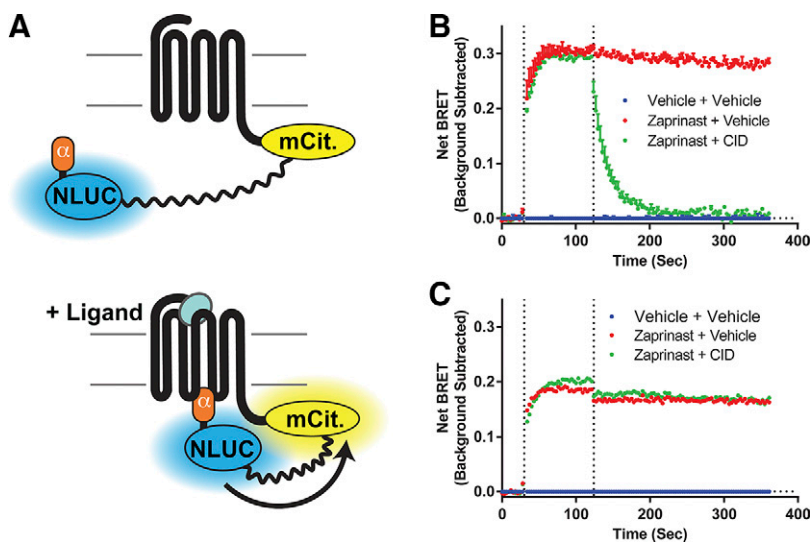 A
mCit.
α
NLUC
+ Ligand
α
NLUC
mCit.
B
Net BRET
(Background Subtracted)
0.3
0.2
0.1
0.0
Vehicle + Vehicle
Zaprinast + Vehicle
Zaprinast + CID
0 100 200 300 400
Time (Sec)
C
Net BRET
(Background Subtracted)
0.3
0.2
0.1
0.0
Vehicle + Vehicle
Zaprinast + Vehicle
Zaprinast + CID
0 100 200 300 400
Time (Sec)